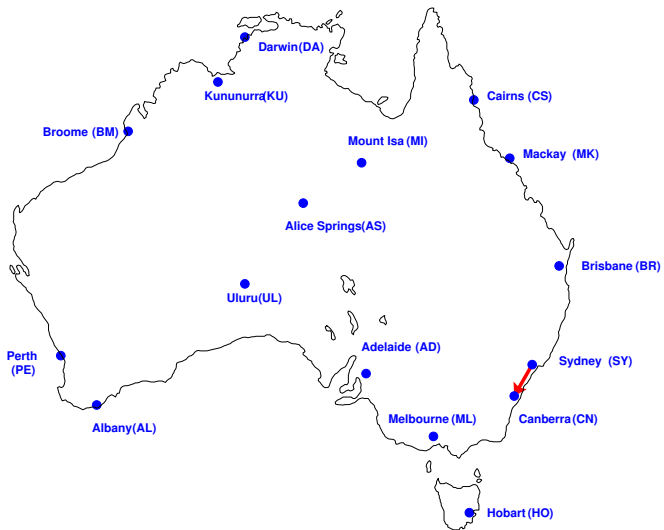 Darwin (DA)
Kununurra (KU)
Cairns (CS)
Broome (BM)
Mount Isa (MI)
Mackay (MK)
Alice Springs (AS)
Brisbane (BR)
Uluru (UL)
Perth
(PE)
Adelaide (AD)
Sydney (SY)
Albany (AL)
Melbourne (ML)
Canberra (CN)
Hobart (HO)